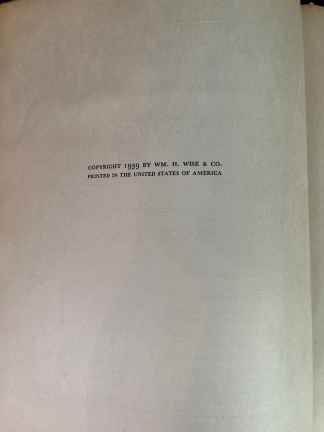 COPYRIGHT 1939 BY WM. H. WISE & CO.
PRINTED IN THE UNITED STATES OF AMERICA